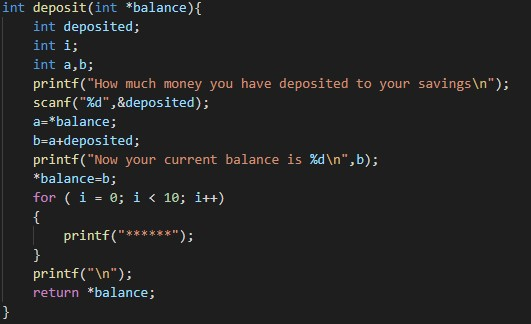 int deposit(int *balance){
    int deposited;
    int i;
    int a,b;
    printf("How much money you have deposited to your savings\n");
    scanf("%d",&deposited);
    a=*balance;
    b=a+deposited;
    printf("Now your current balance is %d\n",b);
    *balance=b;
    for ( i = 0; i < 10; i++)
    {
        printf("******");
    }
    printf("\n");
    return *balance;
}